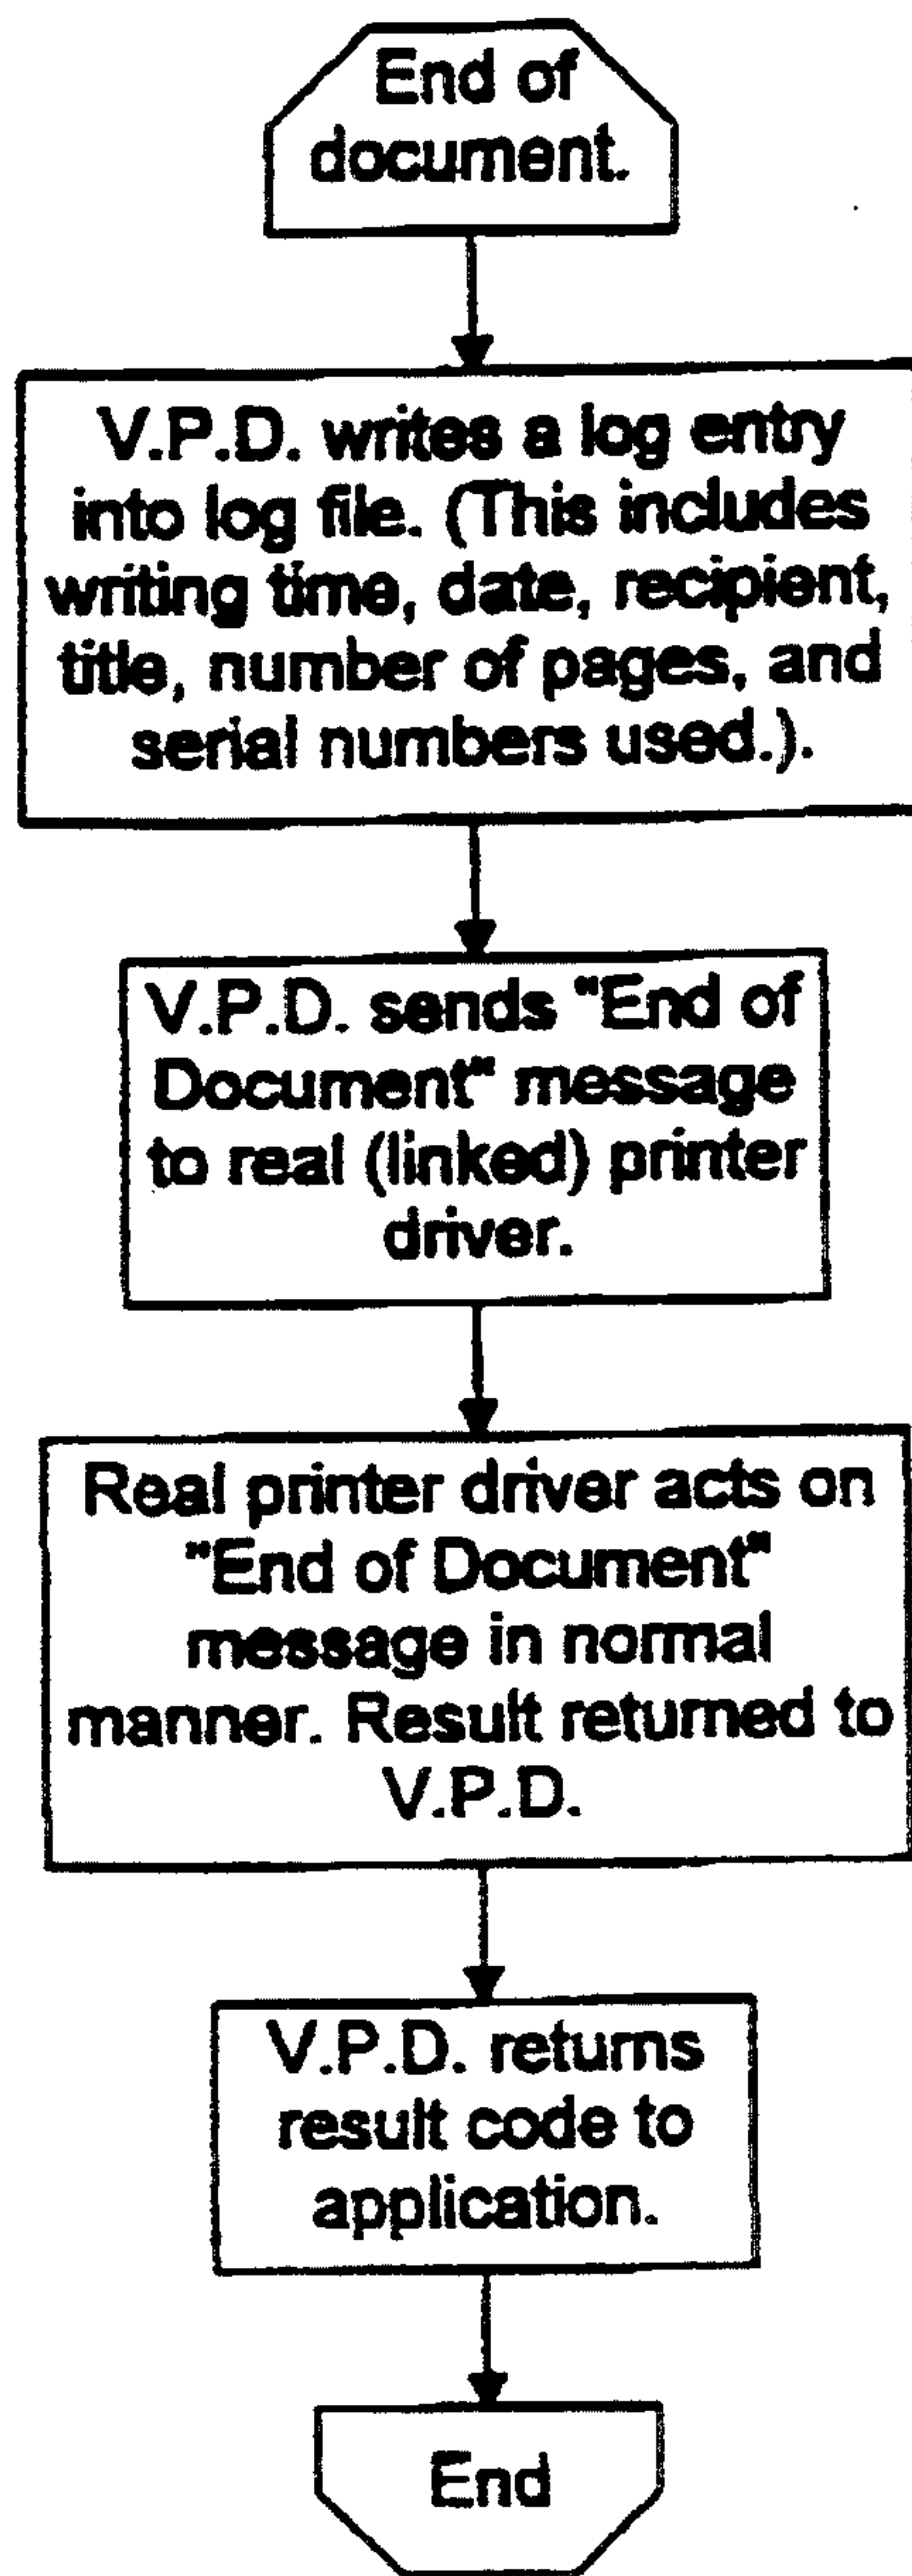 End of
document.
V.P.D. writes a log entry
into log file. (This includes
writing time, date, recipient,
title, number of pages, and
serial numbers used.).
V.P.D. sends "End of
Document" message
to real (linked) printer
driver.
Real printer driver acts on
"End of Document"
message in normal
manner. Result returned to
V.P.D.
V.P.D. returns
result code to
application.
End